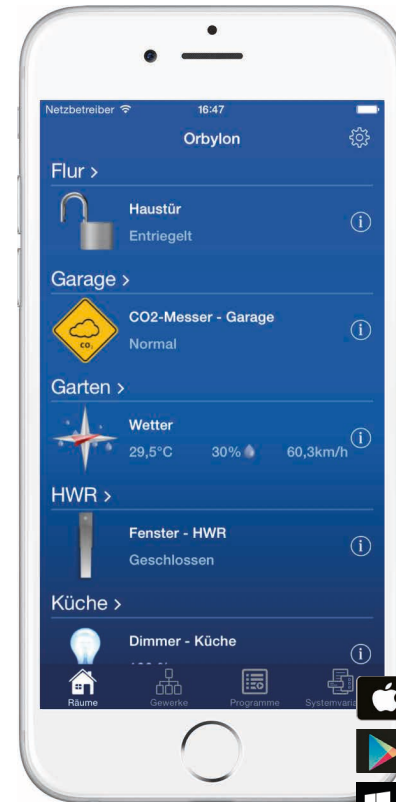 Netzbetreiber 16:47
Orbylon
Flur >
Haustür
Entriegelt
Garage >
CO2-Messer - Garage
CO₂
Normal
Garten >
Wetter
29,5°C 30% 60,3km/h
HWR >
Fenster - HWR
Geschlossen
Küche >
Dimmer - Küche
Räume Gewerke Programme